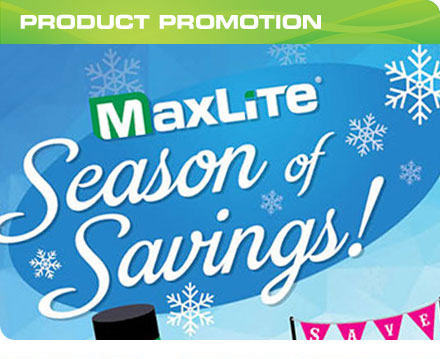 PRODUCT PROMOTION
MaxLite®
Season of
Savings!
SAVE